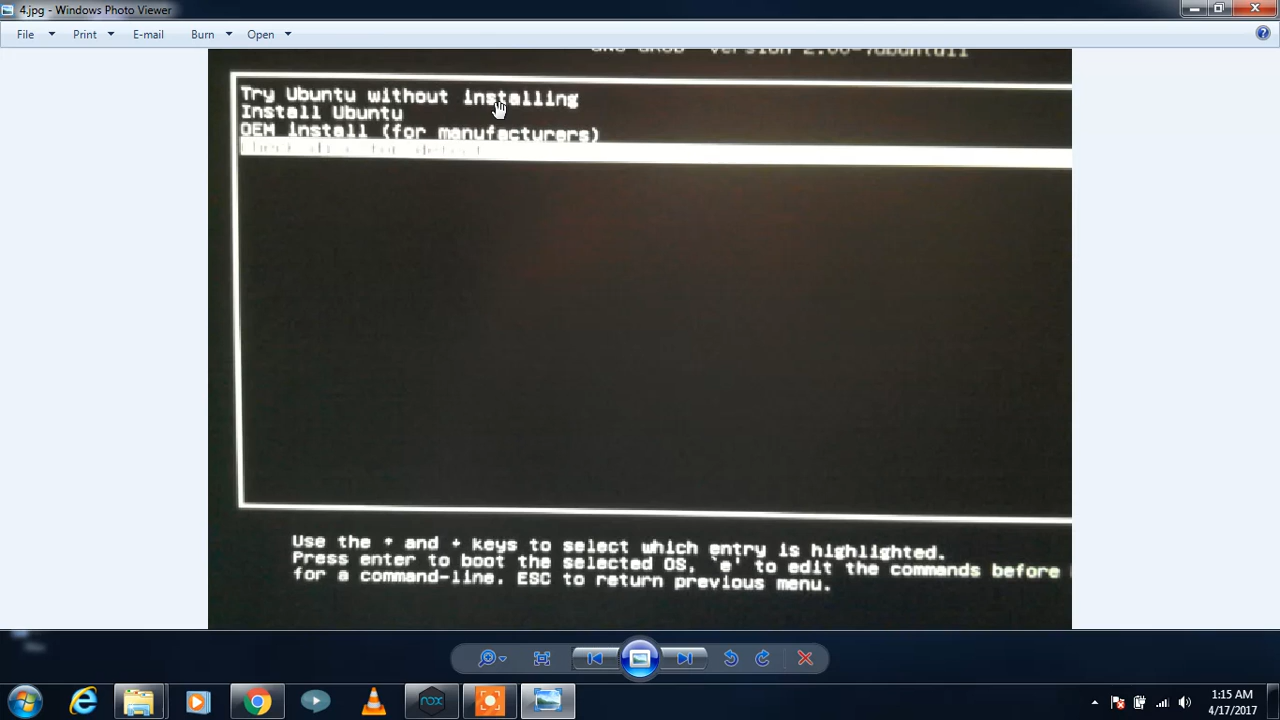 4.jpg - Windows Photo Viewer
File Print E-mail Burn Open
Try Ubuntu without installing
Install Ubuntu
OEM install (for manufacturers)
Use the ↑ and ↓ keys to select which entry is highlighted.
Press enter to boot the selected OS, `e' to edit the commands before
for a command-line. ESC to return previous menu.
nox
1:15 AM
4/17/2017